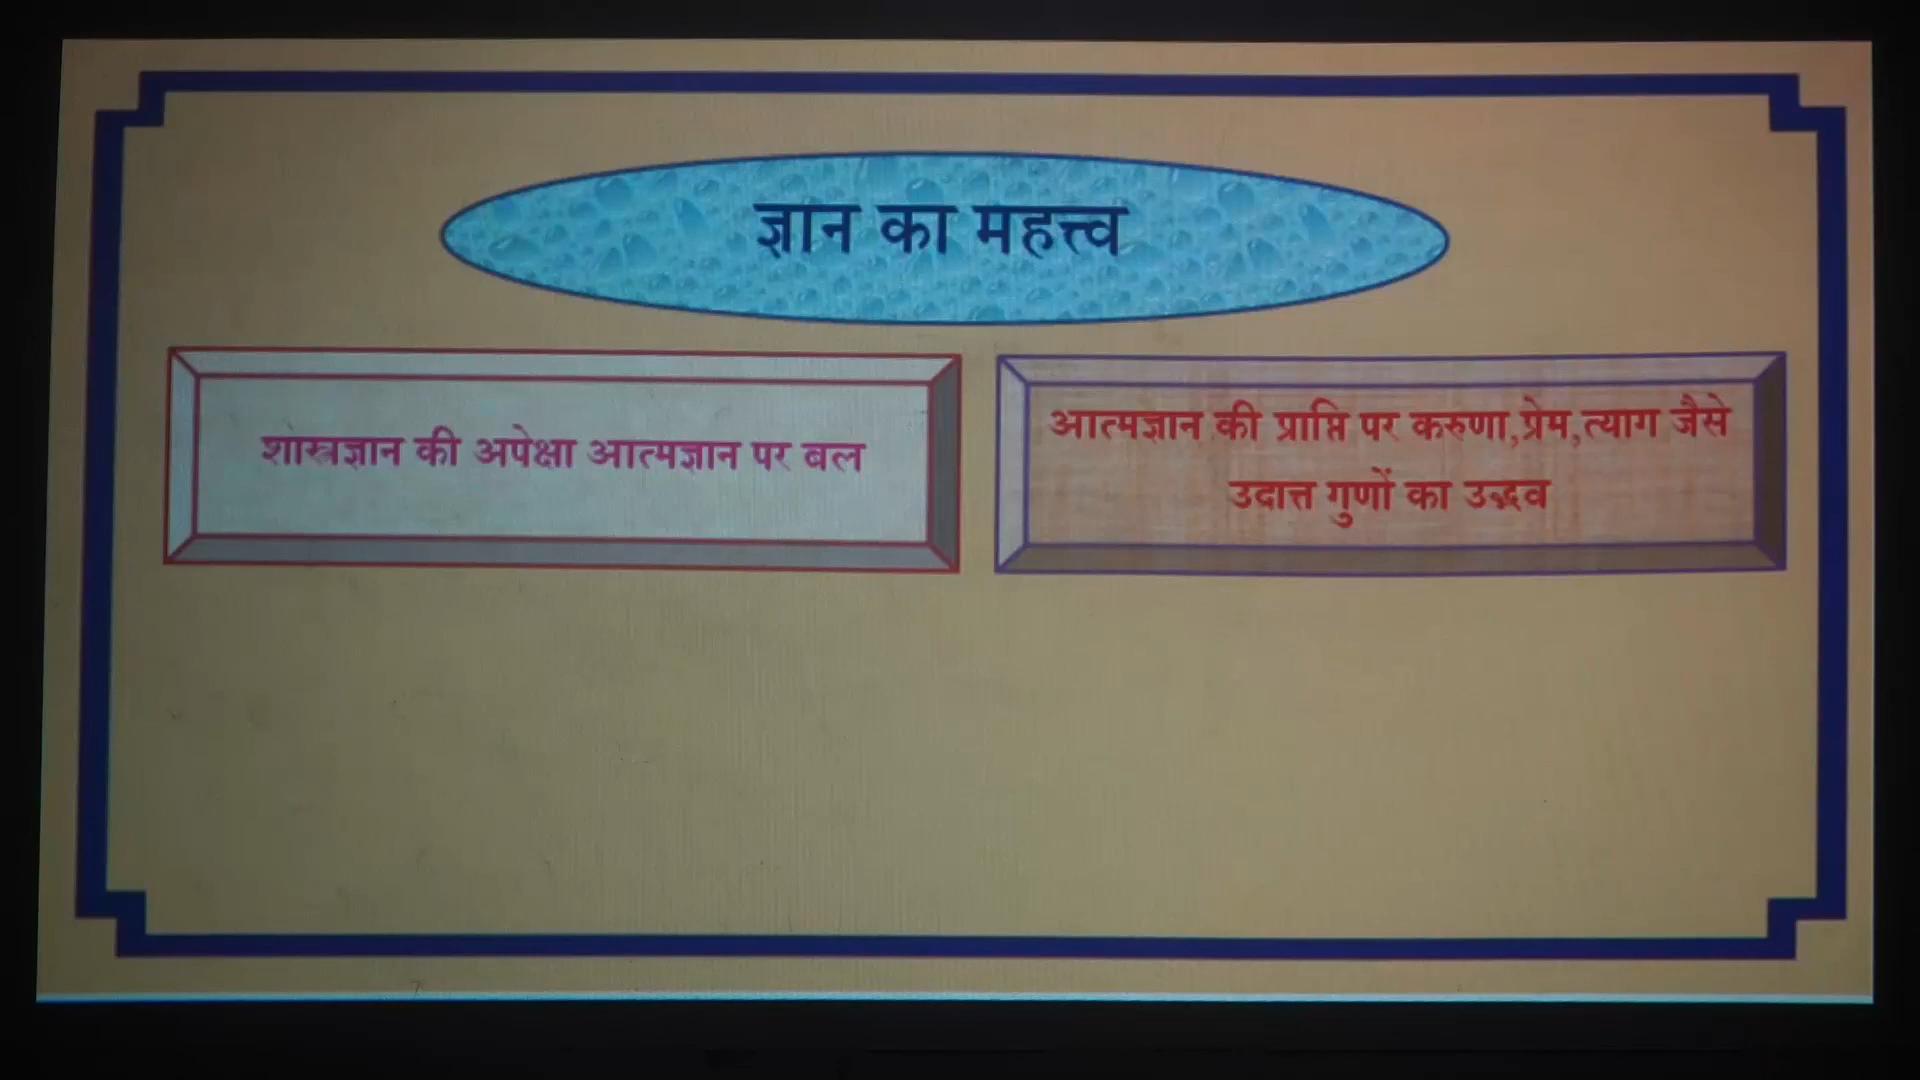 ज्ञान का महत्त्व
शास्त्रज्ञान की अपेक्षा आत्मज्ञान पर बल
आत्मज्ञान की प्राप्ति पर करुणा,प्रेम,त्याग जैसे
उदात्त गुणों का उद्भव